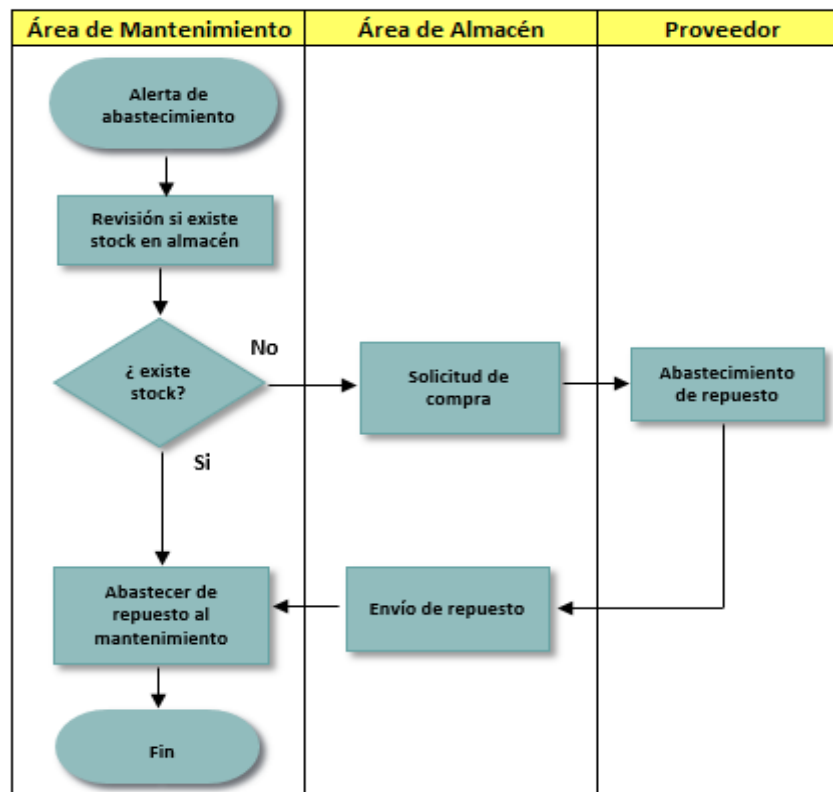 Área de Mantenimiento
Área de Almacén
Proveedor
Alerta de
abastecimiento
Revisión si existe
stock en almacén
¿ existe
stock?
No
Si
Solicitud de
compra
Abastecimiento
de repuesto
Abastecer de
repuesto al
mantenimiento
Envío de repuesto
Fin